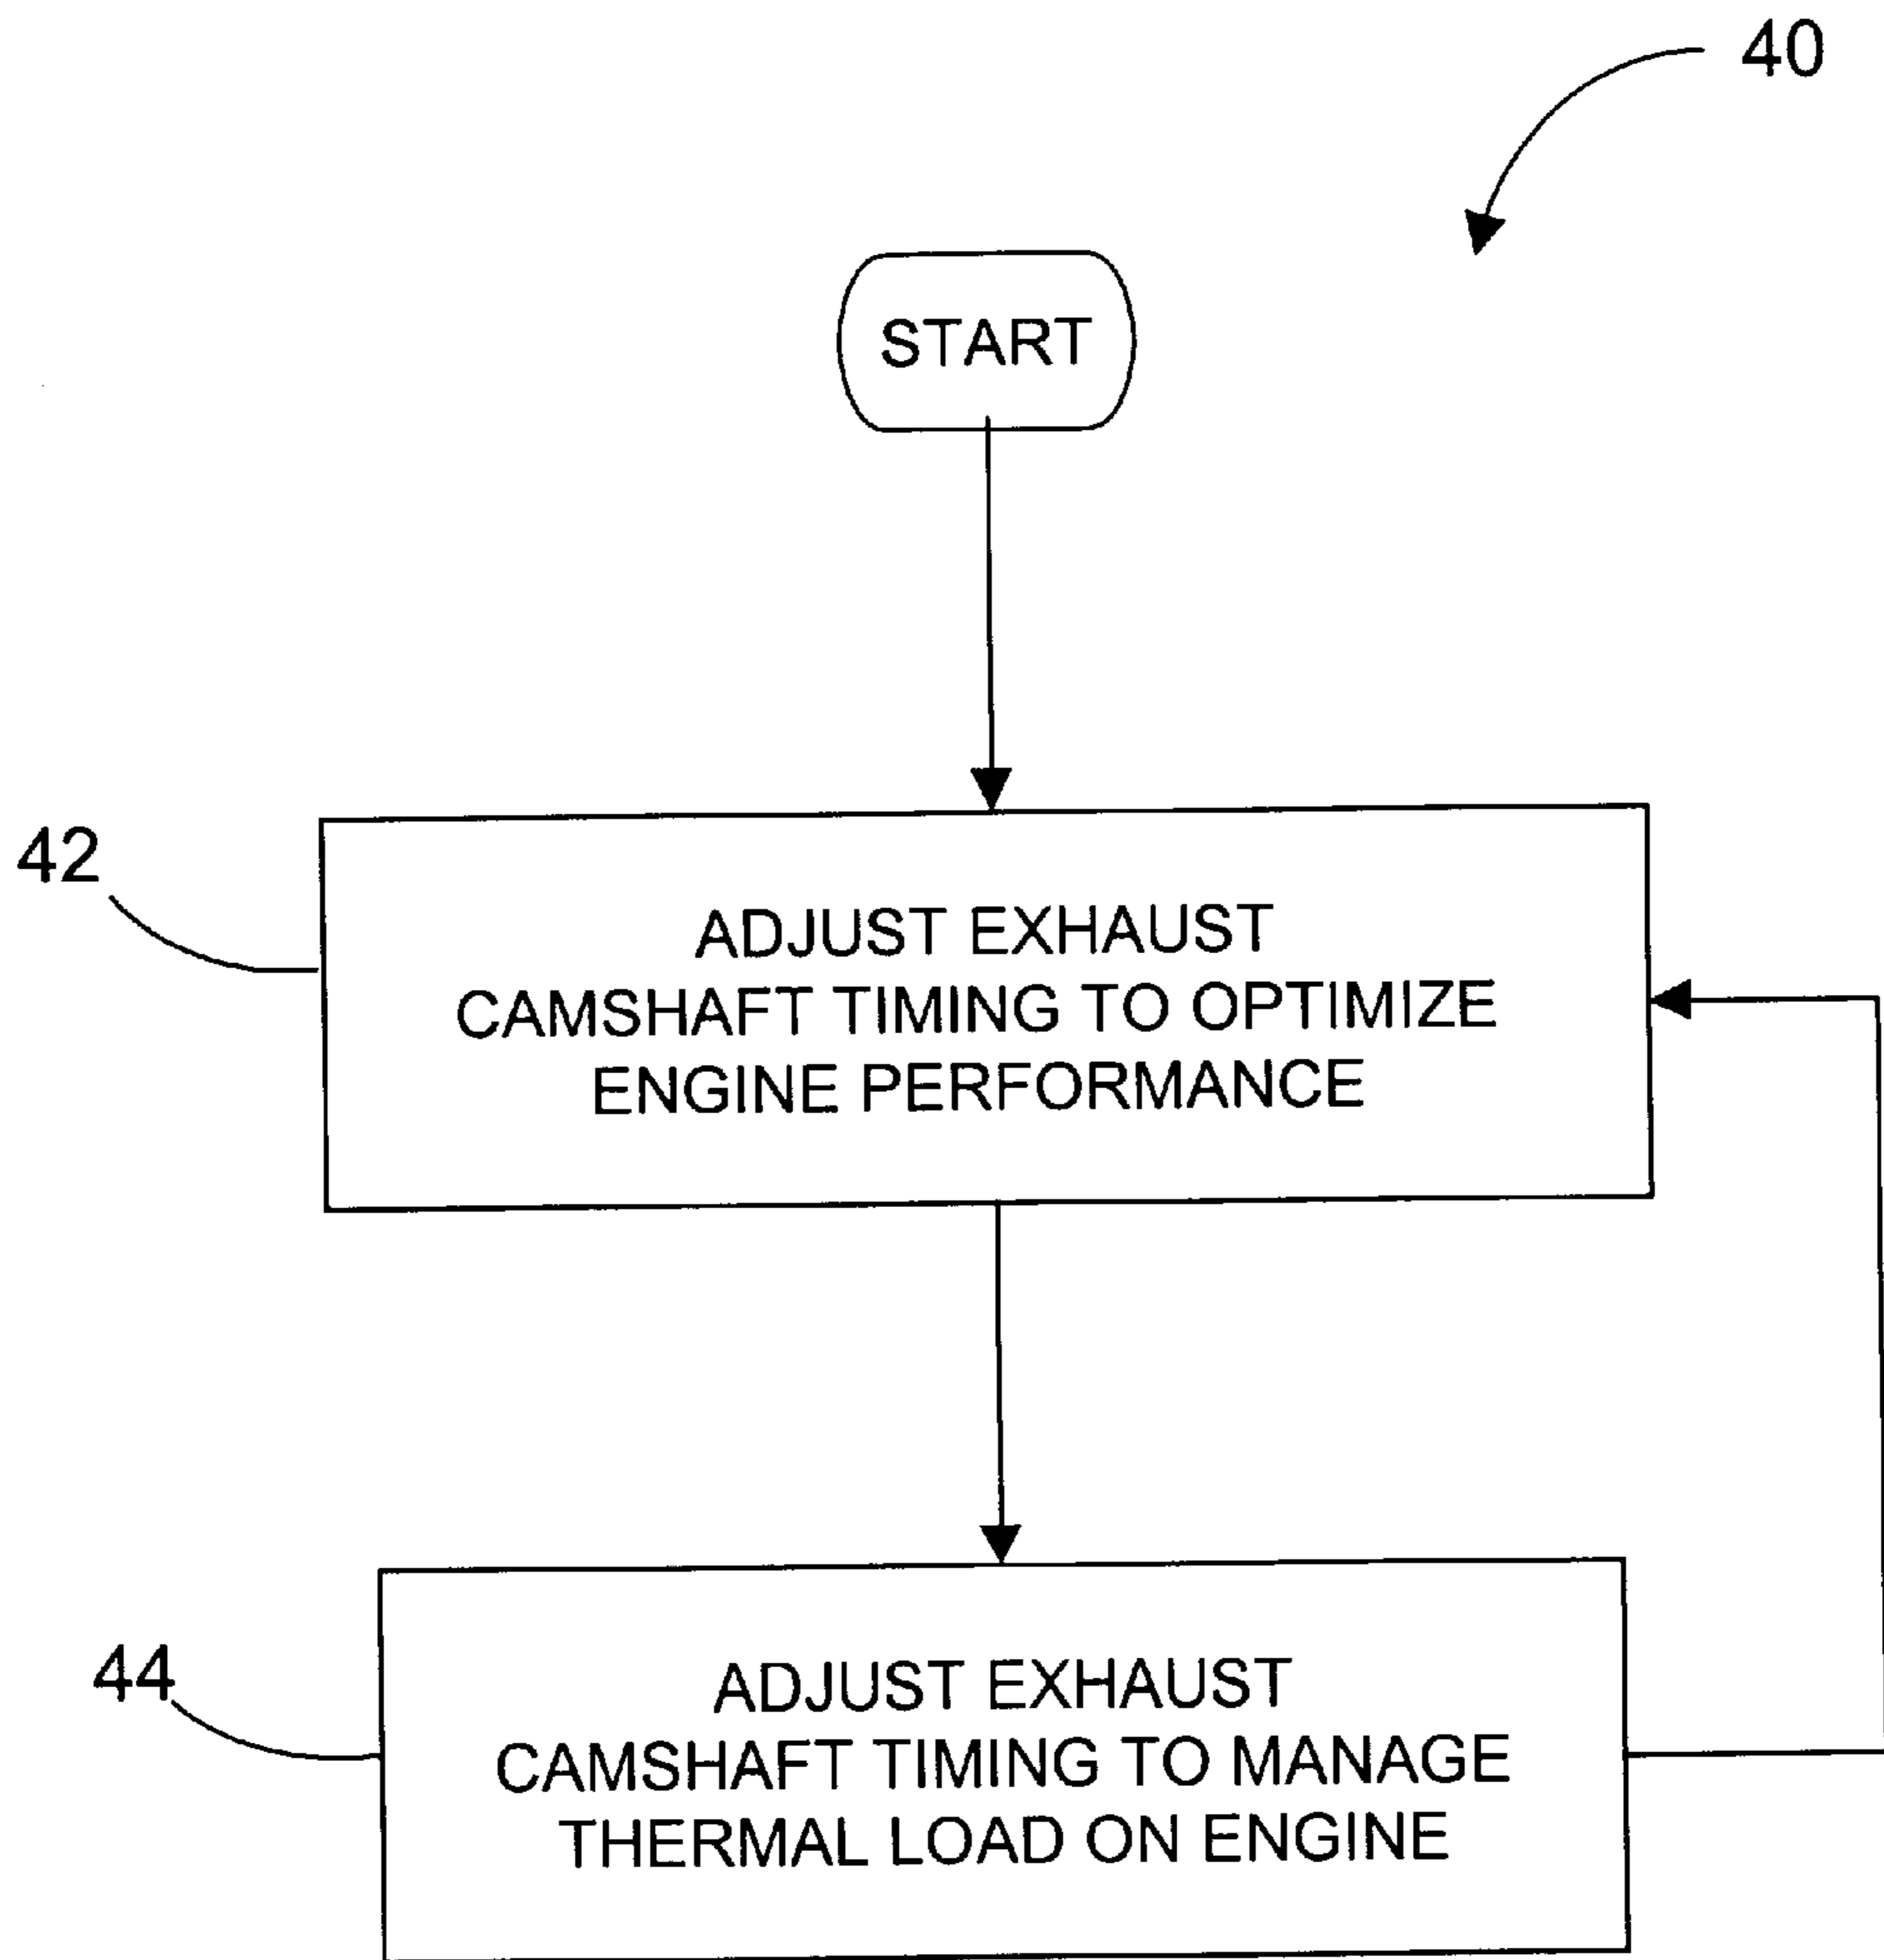 40
START
42
ADJUST EXHAUST
CAMSHAFT TIMING TO OPTIMIZE
ENGINE PERFORMANCE
44
ADJUST EXHAUST
CAMSHAFT TIMING TO MANAGE
THERMAL LOAD ON ENGINE